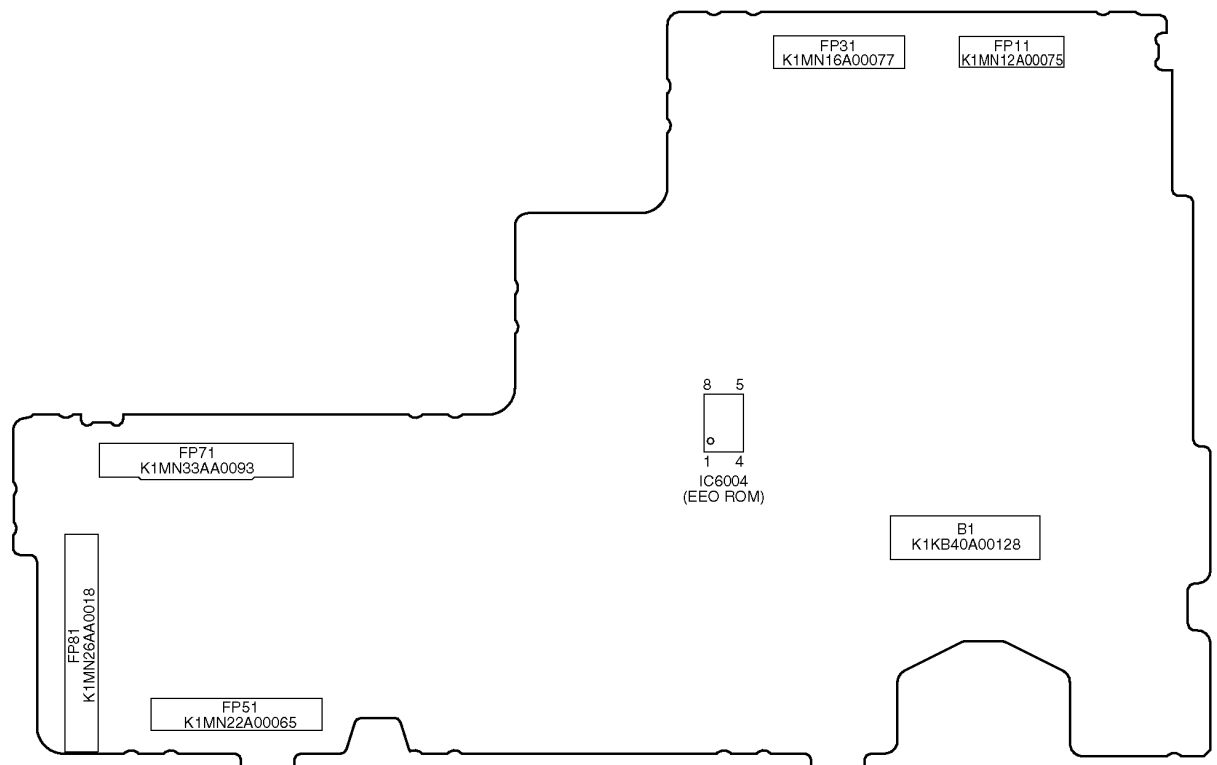 FP31
K1MN16A00077
FP11
K1MN12A00075
8 5
1 4
IC6004
(EEO ROM)
FP71
K1MN33AA0093
B1
K1KB40A00128
FP81
K1MN26AA0018
FP51
K1MN22A00065